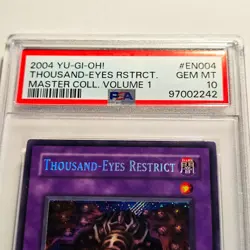 2004 YU-GI-OH! #EN004
THOUSAND-EYES RSTRCT. GEM MT
MASTER COLL. VOLUME 1 10
PSA 97002242
THOUSAND-EYES RESTRICT